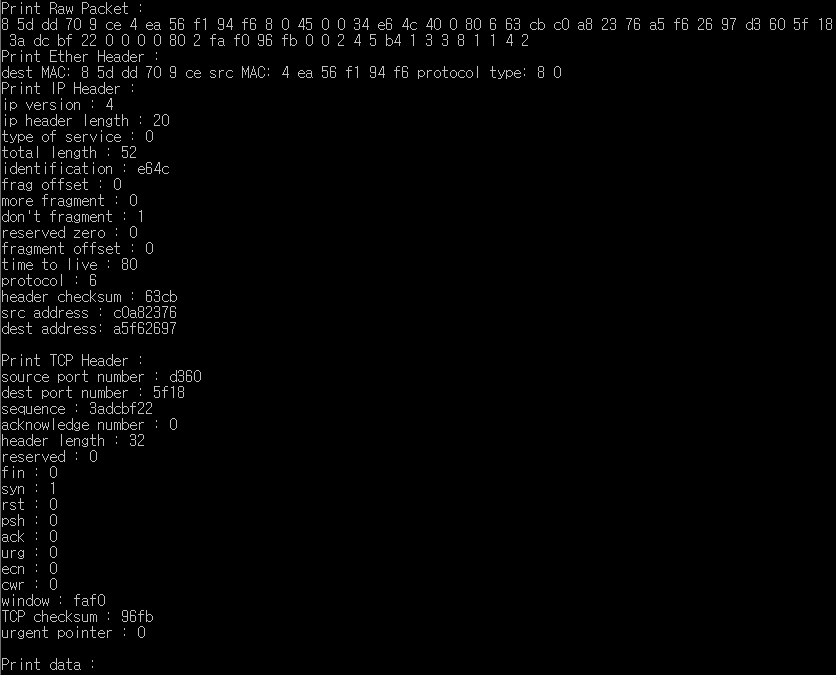 Print Raw Packet :
8 5d dd 70 9 ce 4 ea 56 f1 94 f6 8 0 45 0 0 34 e6 4c 40 0 80 6 63 cb c0 a8 23 76 a5 f6 26 97 d3 60 5f 18
3a dc bf 22 0 0 0 0 80 2 fa f0 96 fb 0 0 2 4 5 b4 1 3 3 8 1 1 4 2
Print Ether Header :
dest MAC: 8 5d dd 70 9 ce src MAC: 4 ea 56 f1 94 f6 protocol type: 8 0
Print IP Header :
ip version : 4
ip header length : 20
type of service : 0
total length : 52
identification : e64c
frag offset : 0
more fragment : 0
don't fragment : 1
reserved zero : 0
fragment offset : 0
time to live : 80
protocol : 6
header checksum : 63cb
src address : c0a82376
dest address: a5f62697

Print TCP Header :
source port number : d360
dest port number : 5f18
sequence : 3adcbf22
acknowledge number : 0
header length : 32
reserved : 0
fin : 0
syn : 1
rst : 0
psh : 0
ack : 0
urg : 0
ecn : 0
cwr : 0
window : faf0
TCP checksum : 96fb
urgent pointer : 0

Print data :